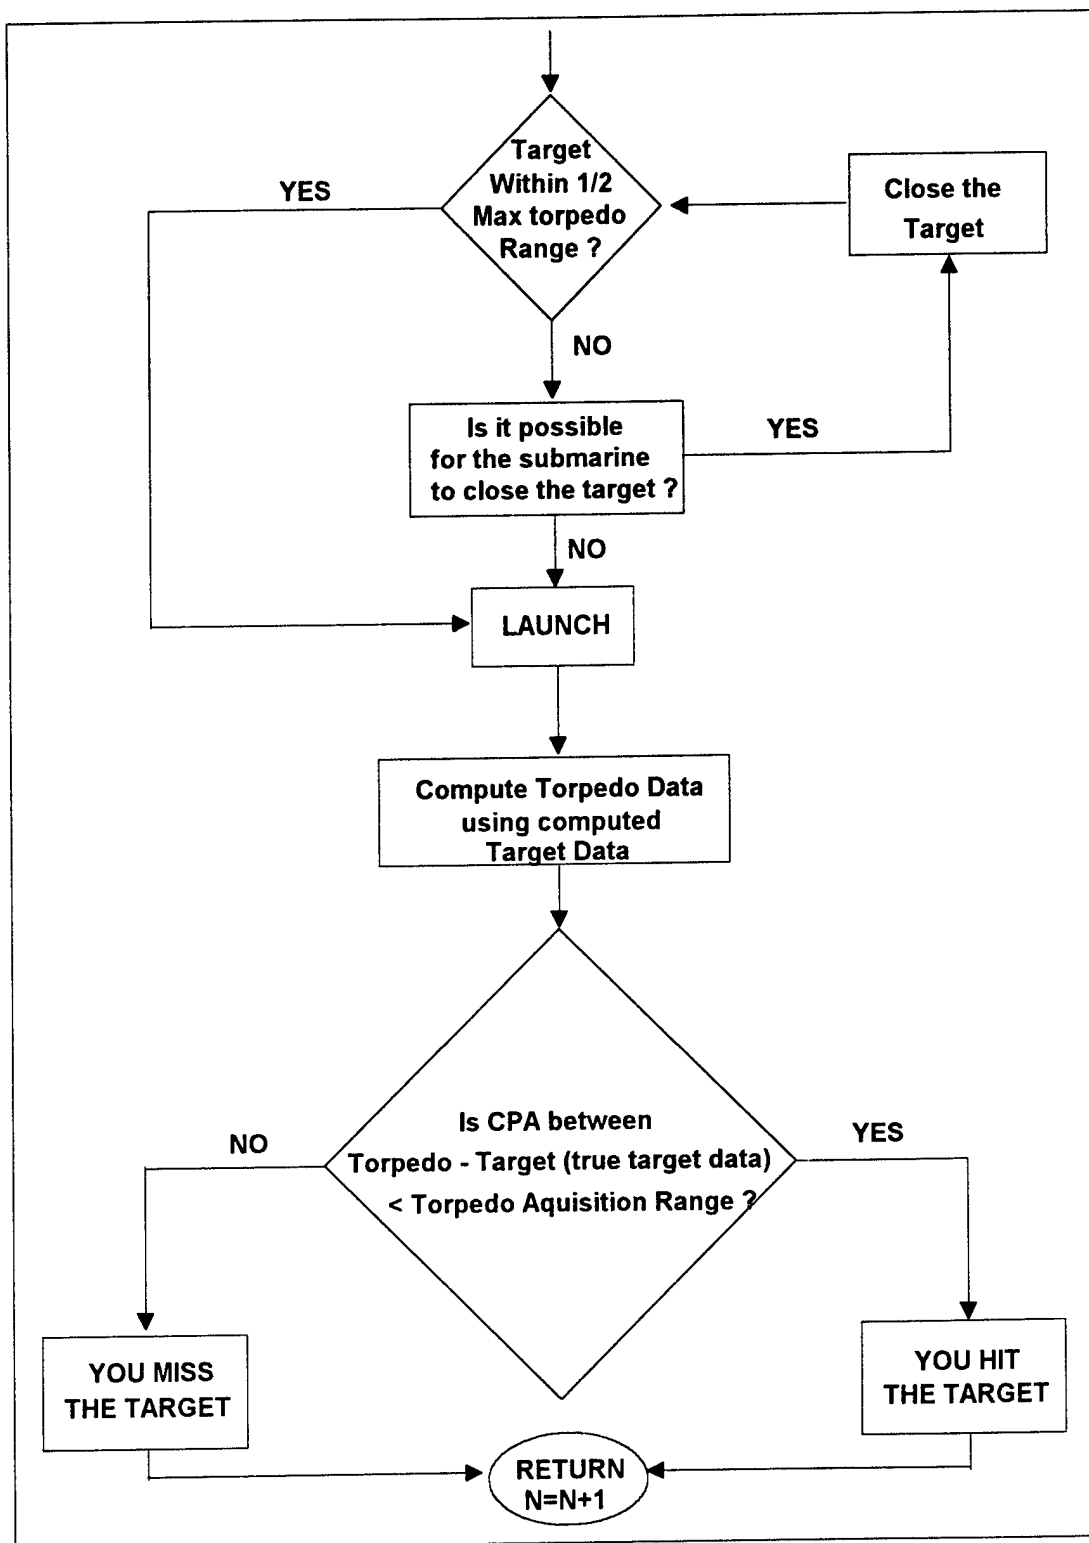 Target
Within 1/2
Max torpedo
Range ?
YES
Close the
Target
NO
Is it possible
for the submarine
to close the target ?
YES
NO
LAUNCH
Compute Torpedo Data
using computed
Target Data
Is CPA between
Torpedo - Target (true target data)
< Torpedo Aquisition Range ?
NO
YES
YOU MISS
THE TARGET
YOU HIT
THE TARGET
RETURN
N=N+1